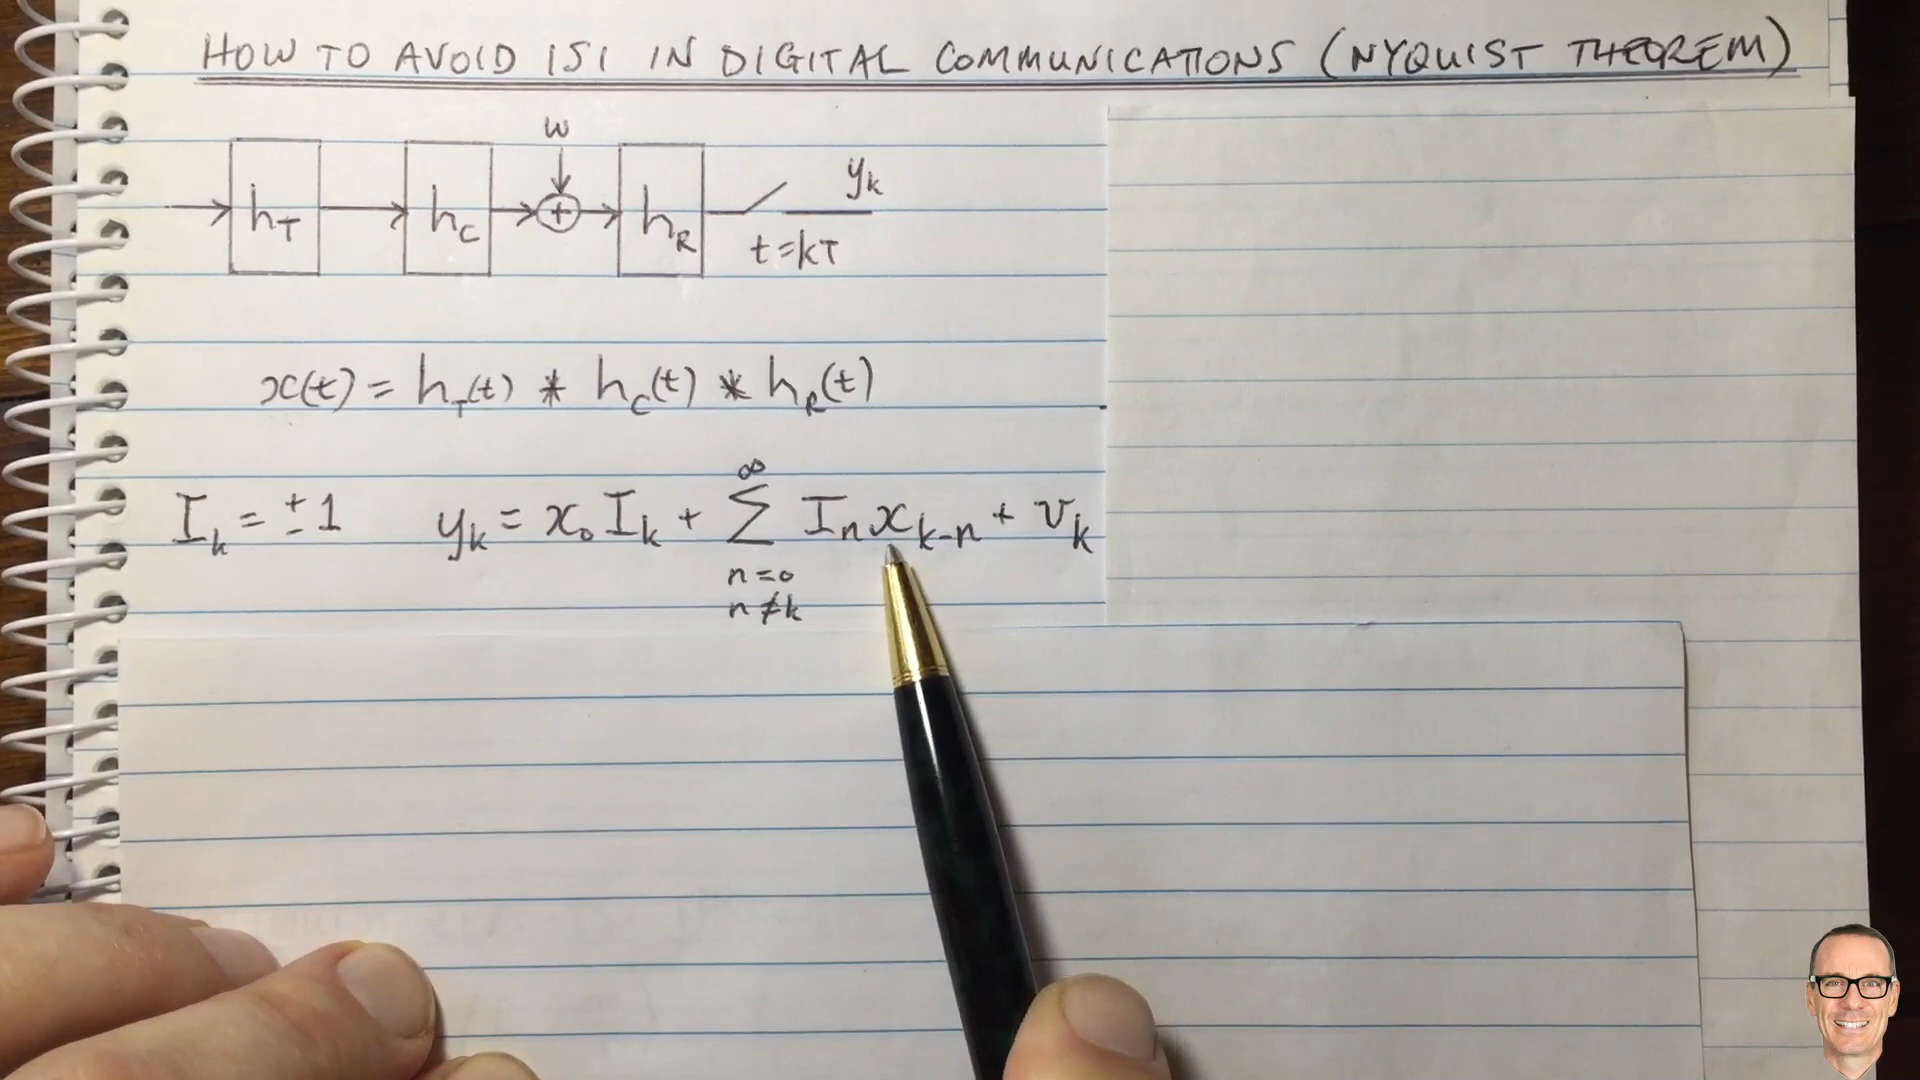 HOW TO AVOID ISI IN DIGITAL COMMUNICATIONS (NYQUIST THEOREM)
w
h_T h_C + h_R y_k
t=kT
x(t) = h_T(t) * h_C(t) * h_R(t)
I_k = ±1 y_k = x_0 I_k + ∑_{n=0, n≠k}^{∞} I_n x_{k-n} + v_k